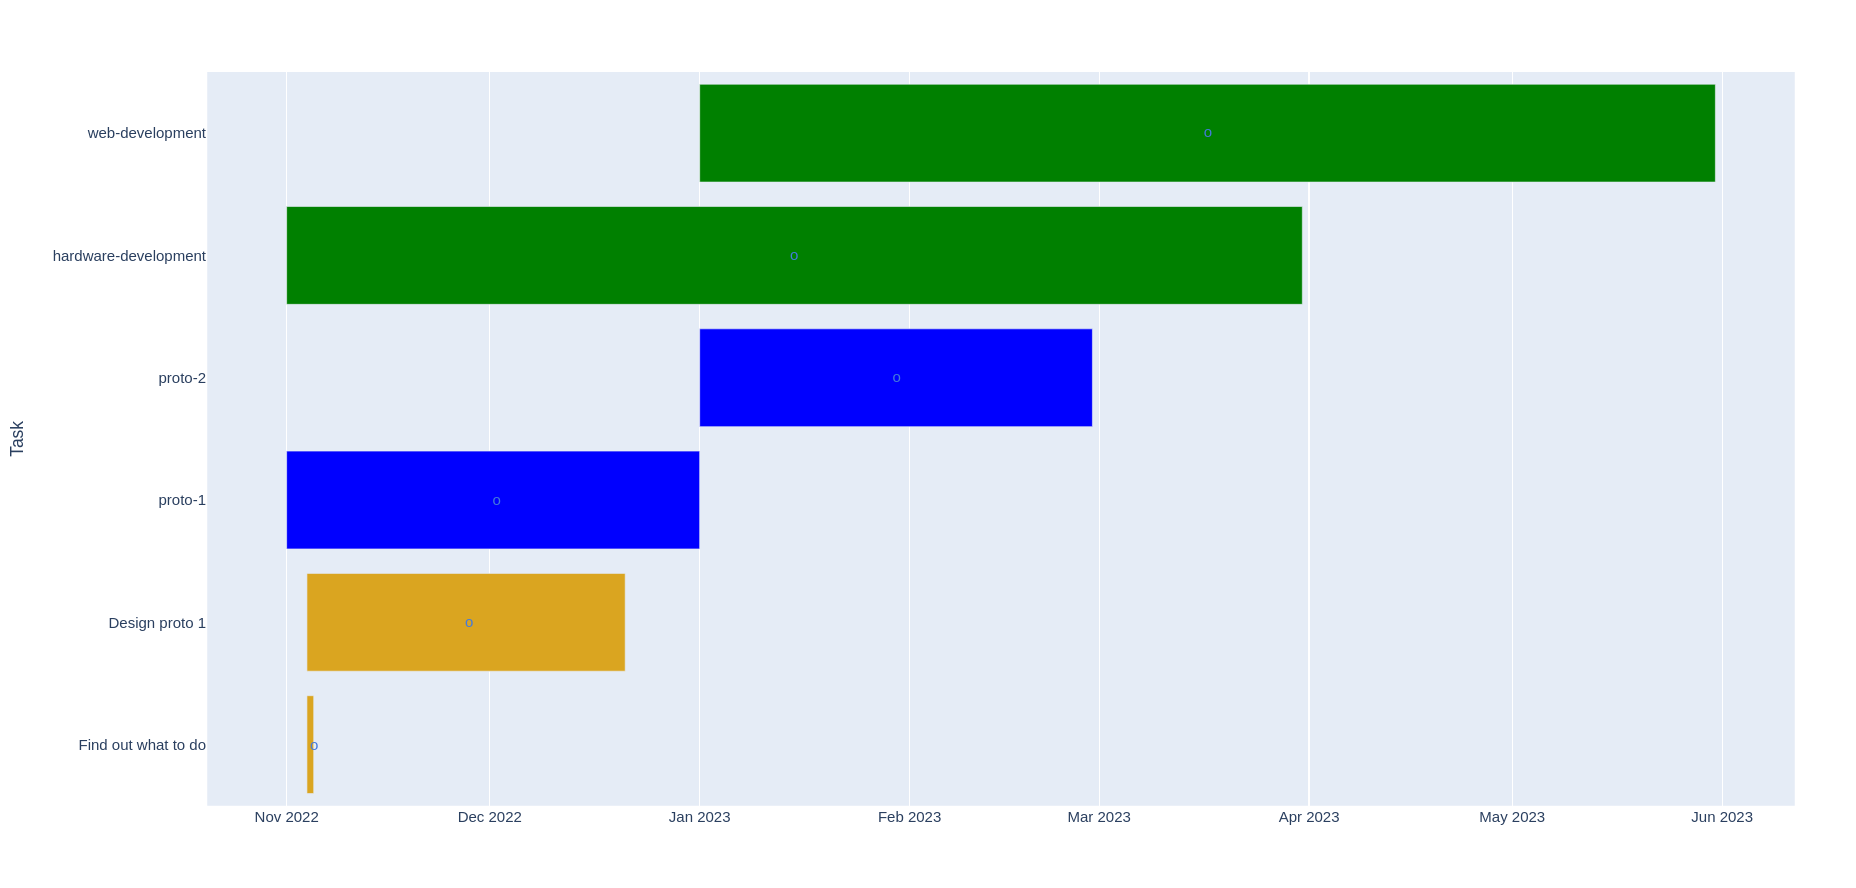 web-development
o
hardware-development
o
proto-2
o
proto-1
o
Design proto 1
o
Find out what to do
o
Task
Nov 2022 Dec 2022 Jan 2023 Feb 2023 Mar 2023 Apr 2023 May 2023 Jun 2023